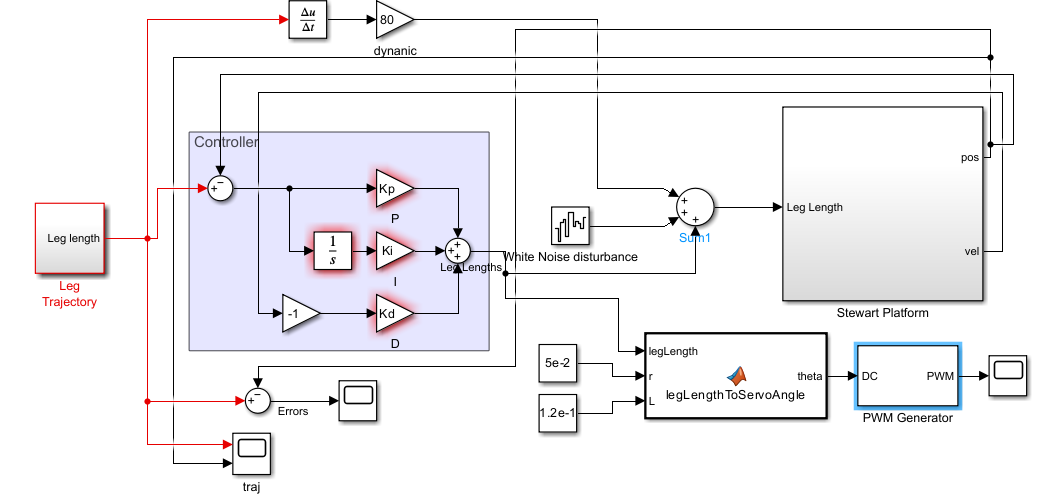 Δu
Δt
80
dynanic
Controller
+
−
Kp
P
1
s
Ki
I
-1
Kd
D
+
+
+
Leg Lengths
Leg length
Leg
Trajectory
White Noise disturbance
+
+
+
Sum1
Leg Length
pos
vel
Stewart Platform
5e-2
1.2e-1
legLength
r
L
theta
legLengthToServoAngle
DC
PWM
PWM Generator
+
−
Errors
traj